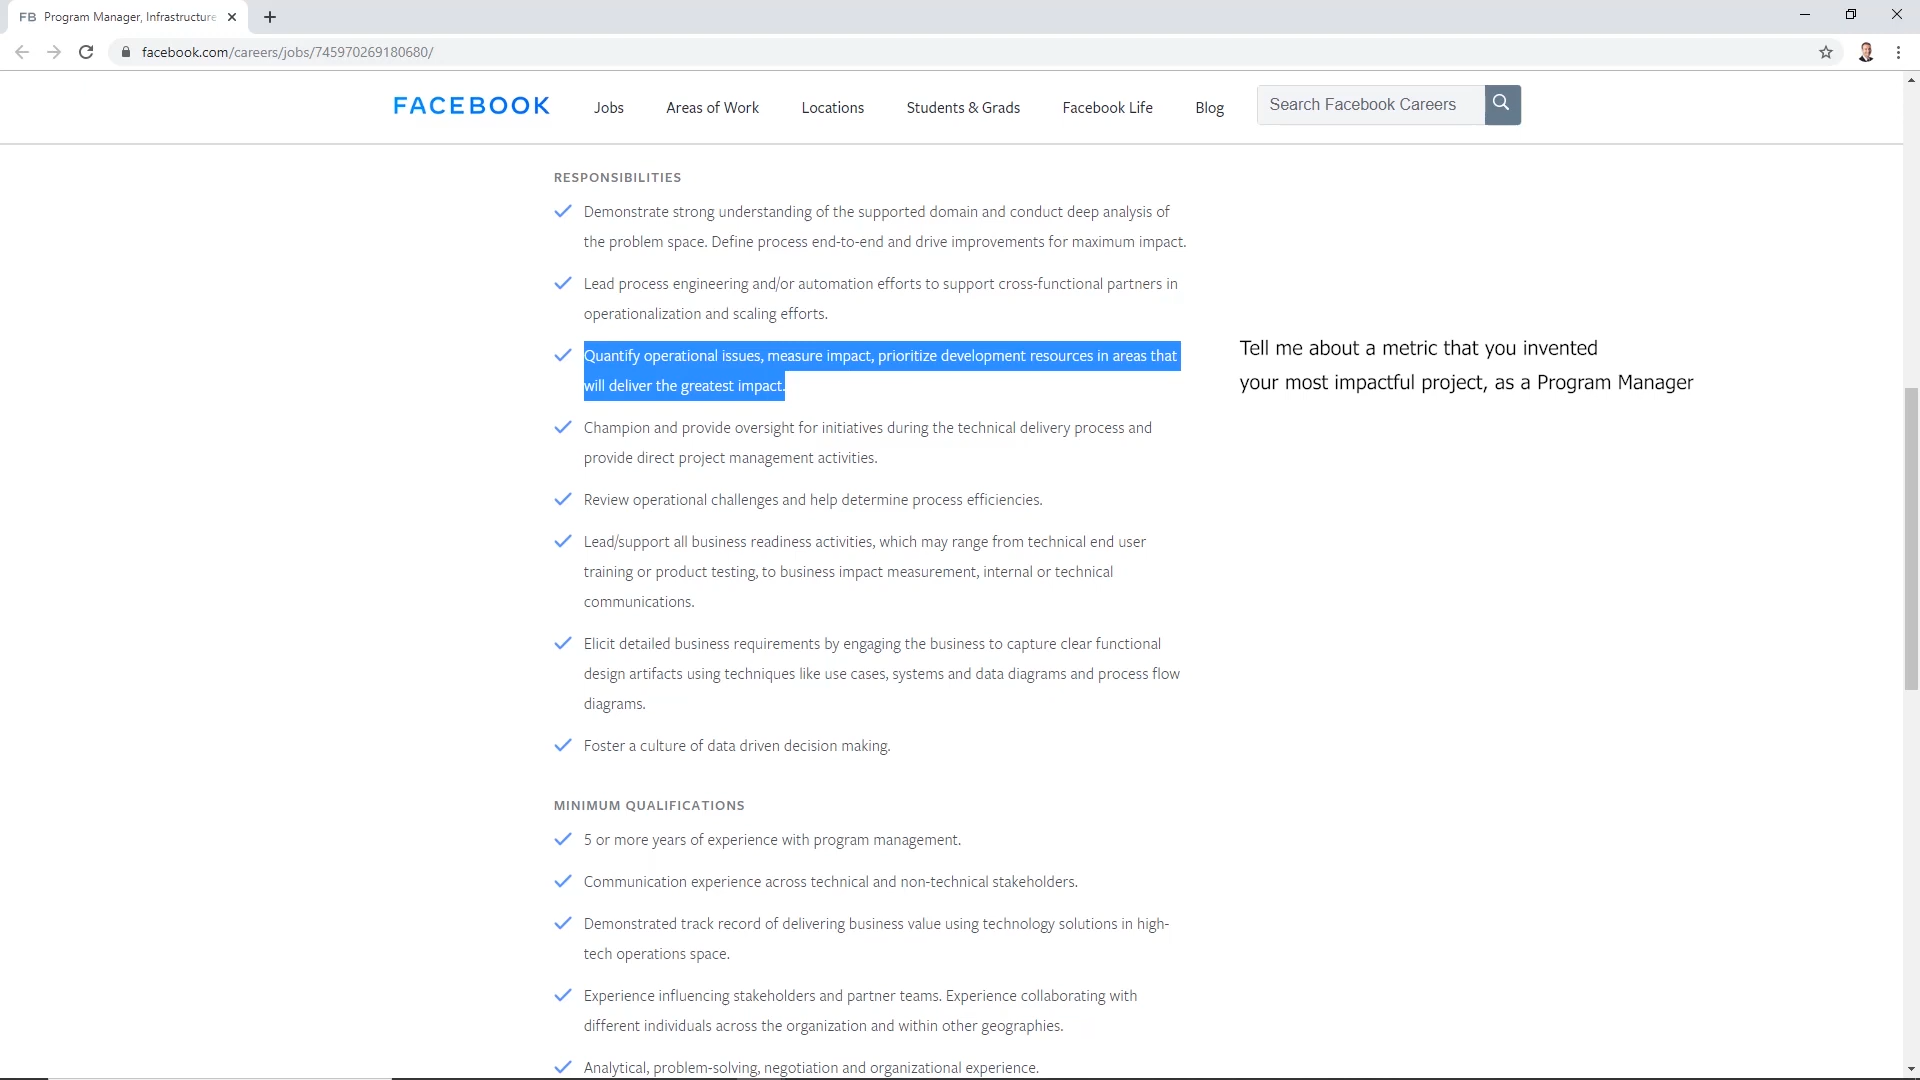 FB Program Manager, Infrastructure
facebook.com/careers/jobs/745970269180680/
FACEBOOK
Jobs
Areas of Work
Locations
Students & Grads
Facebook Life
Blog
Search Facebook Careers
RESPONSIBILITIES
Demonstrate strong understanding of the supported domain and conduct deep analysis of
the problem space. Define process end-to-end and drive improvements for maximum impact.
Lead process engineering and/or automation efforts to support cross-functional partners in
operationalization and scaling efforts.
Quantify operational issues, measure impact, prioritize development resources in areas that
will deliver the greatest impact.
Tell me about a metric that you invented
your most impactful project, as a Program Manager
Champion and provide oversight for initiatives during the technical delivery process and
provide direct project management activities.
Review operational challenges and help determine process efficiencies.
Lead/support all business readiness activities, which may range from technical end user
training or product testing, to business impact measurement, internal or technical
communications.
Elicit detailed business requirements by engaging the business to capture clear functional
design artifacts using techniques like use cases, systems and data diagrams and process flow
diagrams.
Foster a culture of data driven decision making.
MINIMUM QUALIFICATIONS
5 or more years of experience with program management.
Communication experience across technical and non-technical stakeholders.
Demonstrated track record of delivering business value using technology solutions in high-
tech operations space.
Experience influencing stakeholders and partner teams. Experience collaborating with
different individuals across the organization and within other geographies.
Analytical, problem-solving, negotiation and organizational experience.